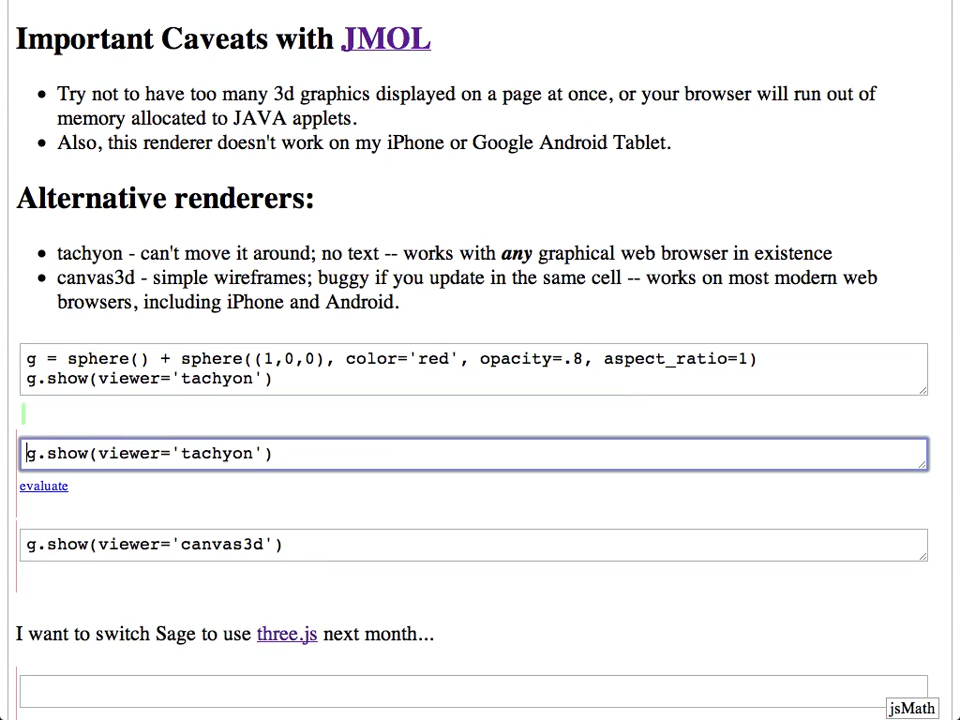 Important Caveats with JMOL
• Try not to have too many 3d graphics displayed on a page at once, or your browser will run out of
memory allocated to JAVA applets.
• Also, this renderer doesn't work on my iPhone or Google Android Tablet.
Alternative renderers:
• tachyon - can't move it around; no text -- works with any graphical web browser in existence
• canvas3d - simple wireframes; buggy if you update in the same cell -- works on most modern web
browsers, including iPhone and Android.
g = sphere() + sphere((1,0,0), color='red', opacity=.8, aspect_ratio=1)
g.show(viewer='tachyon')
g.show(viewer='tachyon')
evaluate
g.show(viewer='canvas3d')
I want to switch Sage to use three.js next month...
jsMath